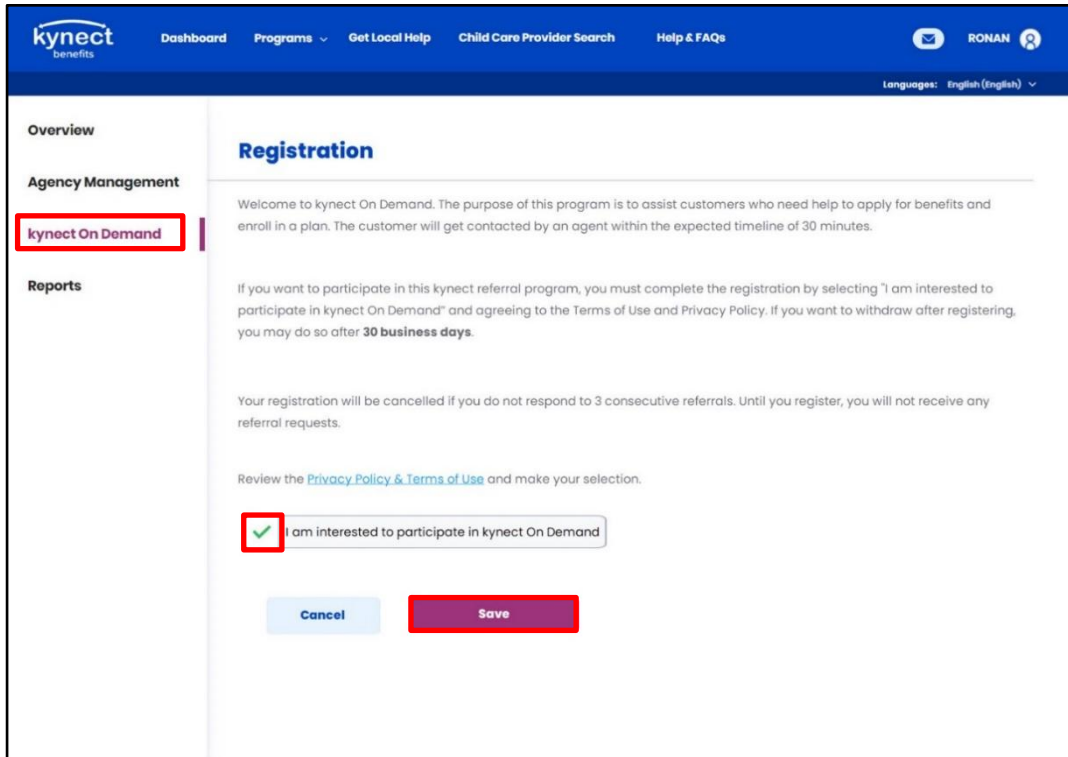 kynect
benefits
Dashboard
Programs
Get Local Help
Child Care Provider Search
Help & FAQs
RONAN
Languages: English (English)
Overview
Agency Management
kynect On Demand
Reports
Registration
Welcome to kynect On Demand. The purpose of this program is to assist customers who need help to apply for benefits and
enroll in a plan. The customer will get contacted by an agent within the expected timeline of 30 minutes.
If you want to participate in this kynect referral program, you must complete the registration by selecting "I am interested to
participate in kynect On Demand" and agreeing to the Terms of Use and Privacy Policy. If you want to withdraw after registering,
you may do so after 30 business days.
Your registration will be cancelled if you do not respond to 3 consecutive referrals. Until you register, you will not receive any
referral requests.
Review the Privacy Policy & Terms of Use and make your selection.
I am interested to participate in kynect On Demand
Cancel
Save